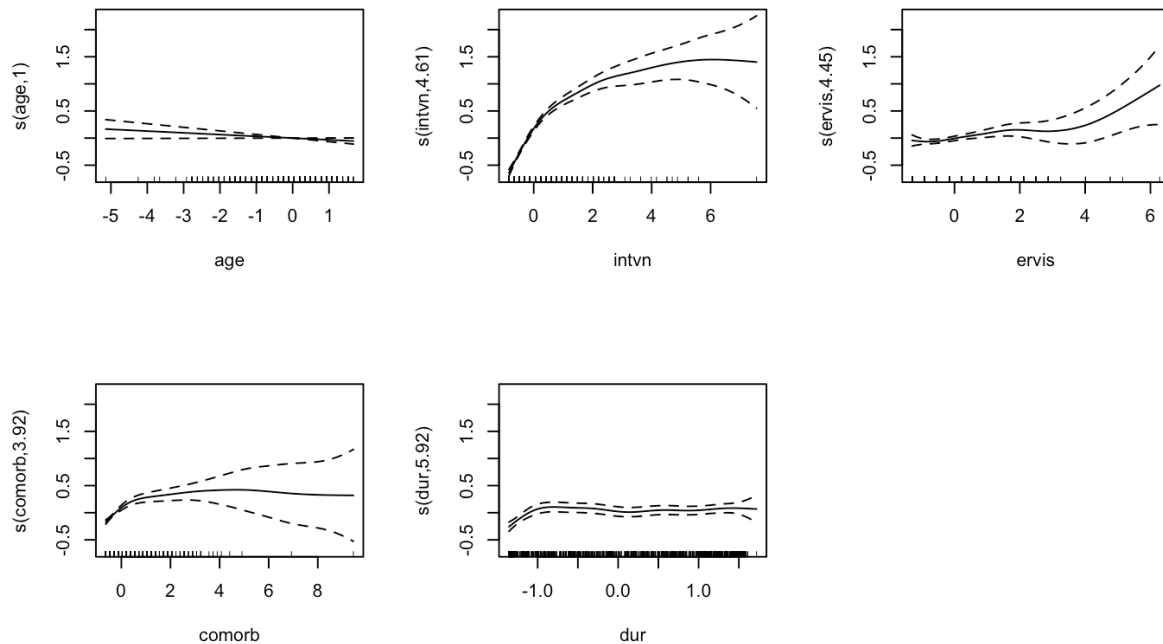 s(age,1)
1.5
0.5
-0.5
-5 -4 -3 -2 -1 0 1
age
s(intvn,4.61)
1.5
0.5
-0.5
0 2 4 6
intvn
s(ervis,4.45)
1.5
0.5
-0.5
0 2 4 6
ervis
s(comorb,3.92)
1.5
0.5
-0.5
0 2 4 6 8
comorb
s(dur,5.92)
1.5
0.5
-0.5
-1.0 0.0 1.0
dur